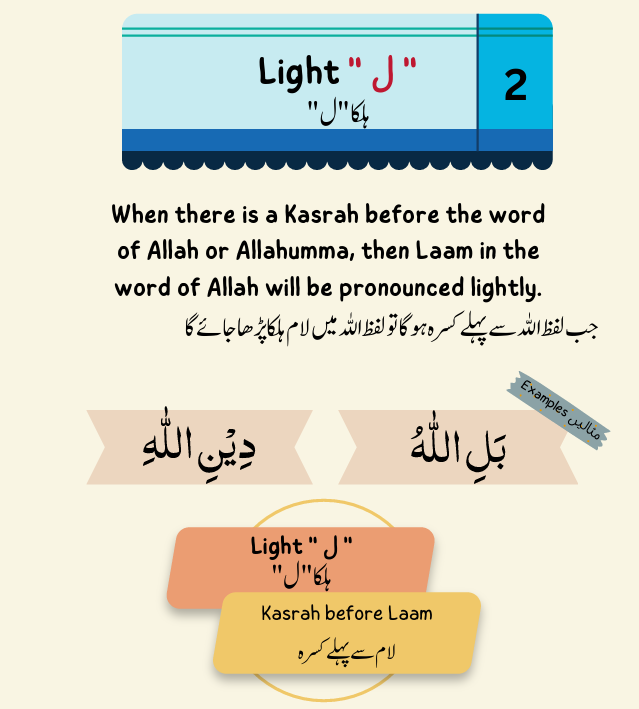 Light " ل "
ہلکا "ل"
2
When there is a Kasrah before the word
of Allah or Allahumma, then Laam in the
word of Allah will be pronounced lightly.
جب لفظ اللہ سے پہلے کسرہ ہوگا تو لفظ اللہ میں لام ہلکا پڑھا جائے گا
Examples مثالیں
بَلِ اللّٰهُ
دِيْنِ اللّٰهِ
Light " ل "
ہلکا "ل"
Kasrah before Laam
لام سے پہلے کسرہ